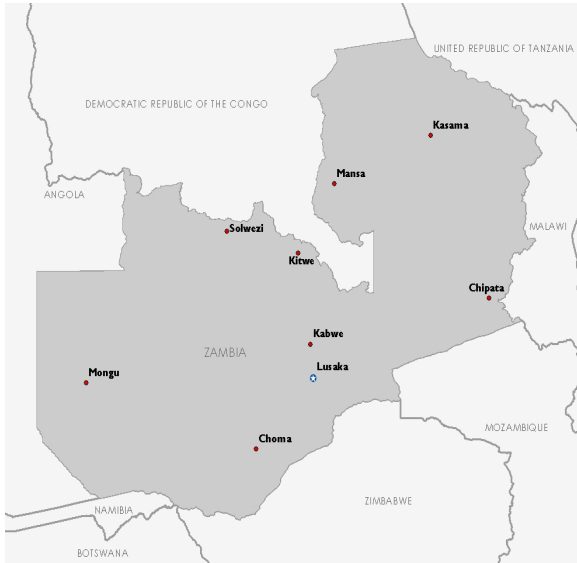 UNITED REPUBLIC OF TANZANIA
DEMOCRATIC REPUBLIC OF THE CONGO
Kasama
Mansa
ANGOLA
Solwezi
MALAWI
Kitwe
Chipata
Kabwe
ZAMBIA
Lusaka
Mongu
MOZAMBIQUE
Choma
ZIMBABWE
NAMIBIA
BOTSWANA